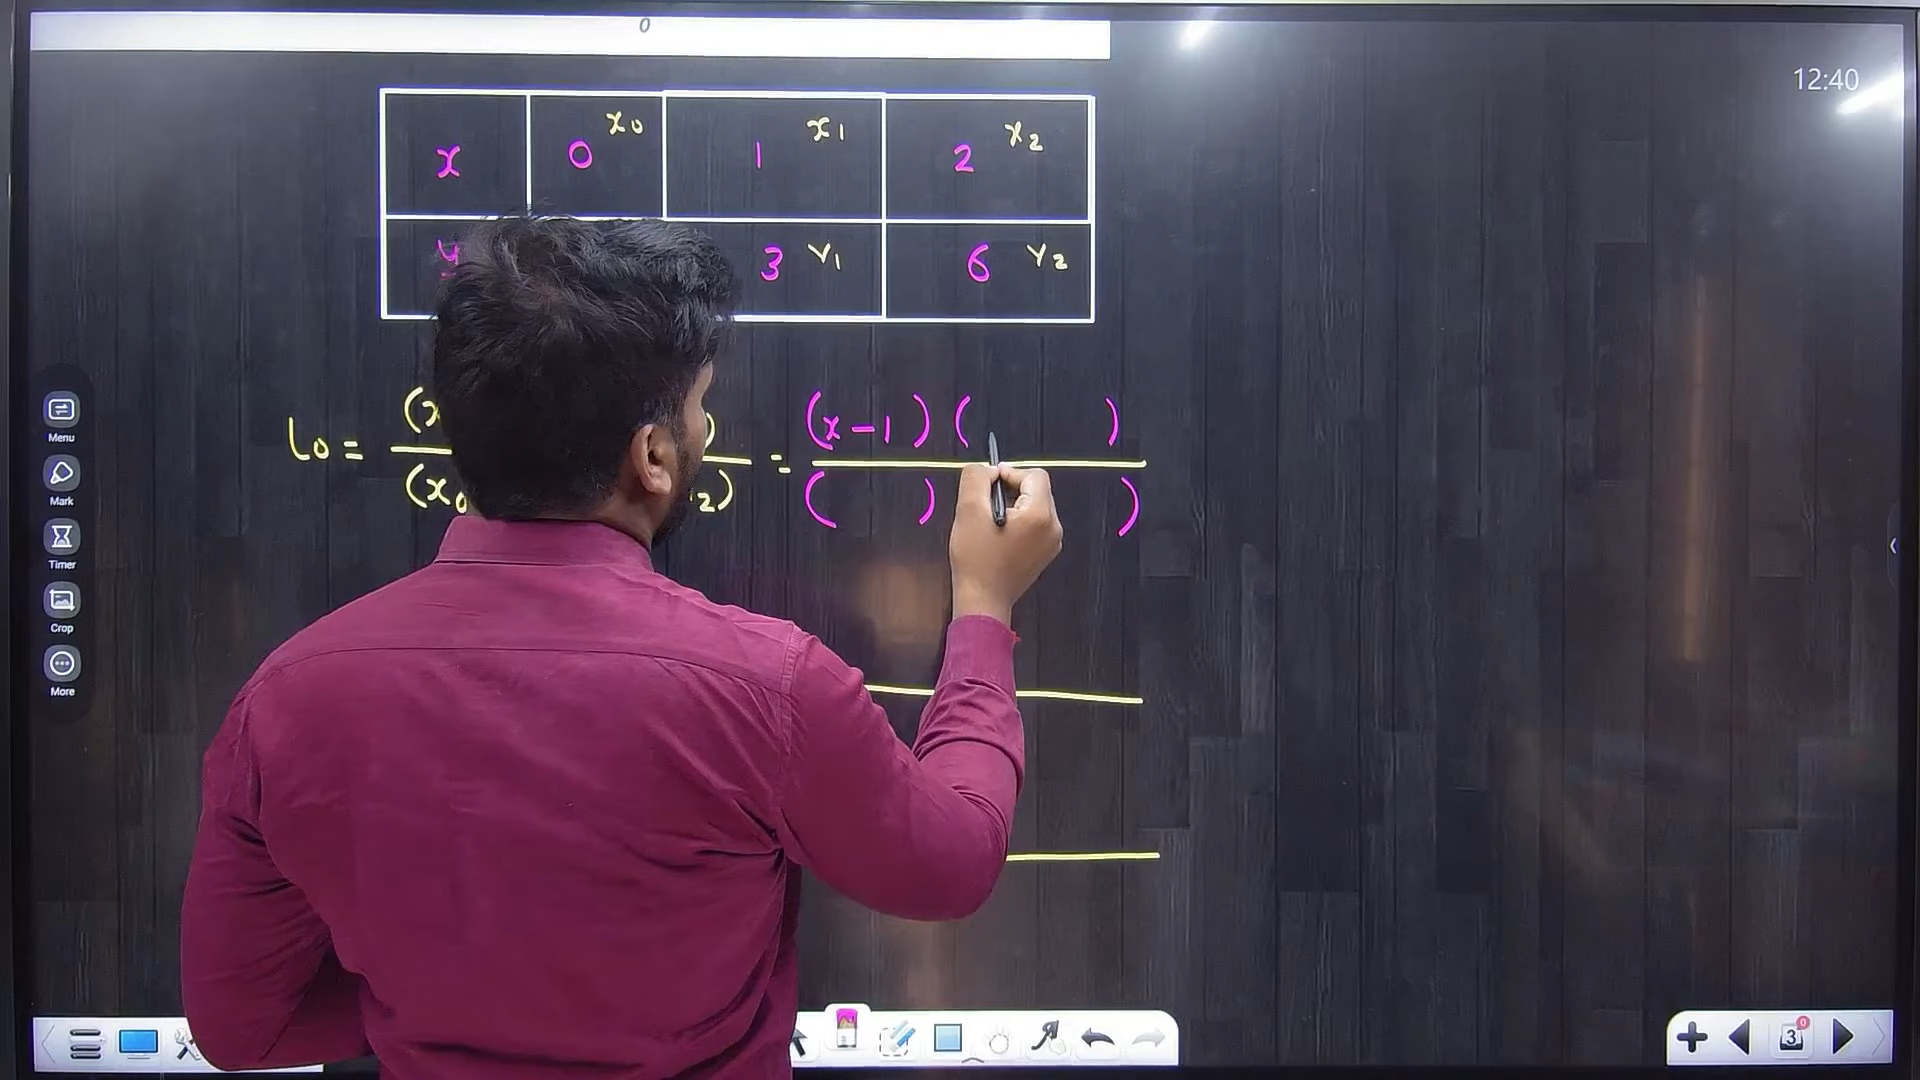 0
12:40
x 0 x0 1 x1 2 x2
y 3 Y1 6 Y2
l0 = (x ) = (x-1) ( )
(x0 2) ( ) )
Menu
Mark
Timer
Crop
More
3 0